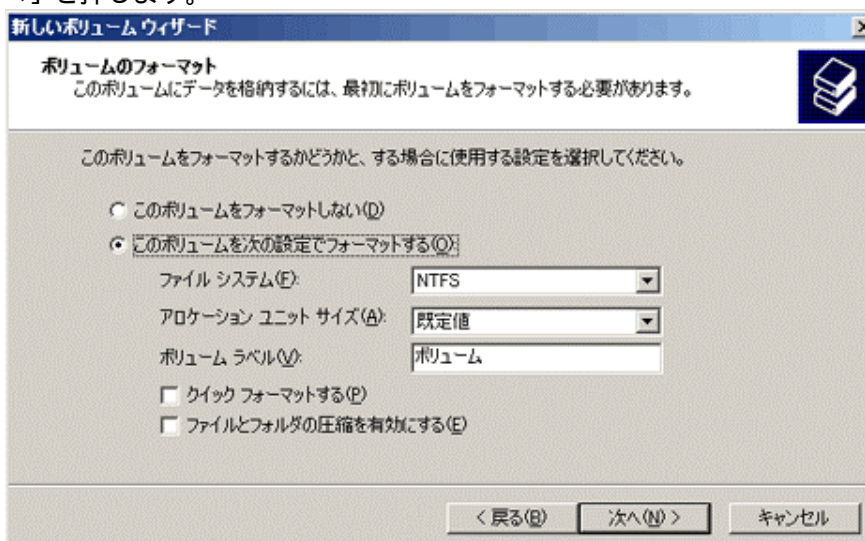 」を押します。
新しいボリューム ウィザード
ボリュームのフォーマット
このボリュームにデータを格納するには、最初にボリュームをフォーマットする必要があります。
このボリュームをフォーマットするかどうかと、する場合に使用する設定を選択してください。
このボリュームをフォーマットしない(D)
このボリュームを次の設定でフォーマットする(O):
ファイル システム(F): NTFS
アロケーション ユニット サイズ(A): 既定値
ボリューム ラベル(V): ボリューム
クイック フォーマットする(P)
ファイルとフォルダの圧縮を有効にする(E)
< 戻る(B) 次へ(N) > キャンセル